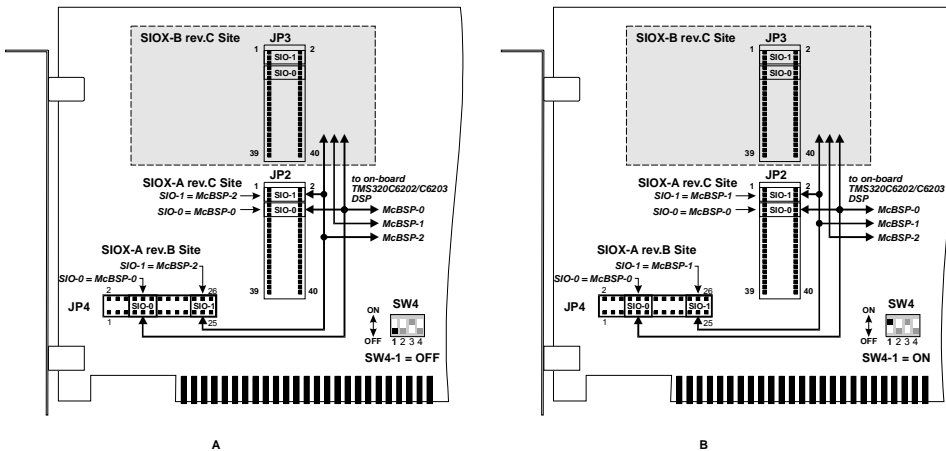 SIOX-B rev.C Site
JP3
1 2
SIO-1
SIO-0
39 40
SIOX-A rev.C Site
JP2
1 2
SIO-1 = McBSP-2
SIO-1
SIO-0 = McBSP-0
SIO-0
to on-board
TMS320C6202/C6203
DSP
McBSP-0
McBSP-1
McBSP-2
SIOX-A rev.B Site
SIO-1 = McBSP-2
SIO-0 = McBSP-0
2 26
JP4
SIO-0
SIO-1
1 25
39 40
SW4
ON
OFF
1 2 3 4
SW4-1 = OFF
A
SIOX-B rev.C Site
JP3
1 2
SIO-1
SIO-0
39 40
SIOX-A rev.C Site
JP2
1 2
SIO-1 = McBSP-1
SIO-1
SIO-0 = McBSP-0
SIO-0
to on-board
TMS320C6202/C6203
DSP
McBSP-0
McBSP-1
McBSP-2
SIOX-A rev.B Site
SIO-1 = McBSP-1
SIO-0 = McBSP-0
2 26
JP4
SIO-0
SIO-1
1 25
39 40
SW4
ON
OFF
1 2 3 4
SW4-1 = ON
B